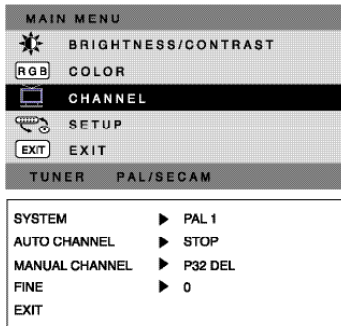 MAIN MENU
BRIGHTNESS/CONTRAST
RGB COLOR
CHANNEL
SETUP
EXIT EXIT
TUNER PAL/SECAM
SYSTEM ▶ PAL 1
AUTO CHANNEL ▶ STOP
MANUAL CHANNEL ▶ P32 DEL
FINE ▶ 0
EXIT